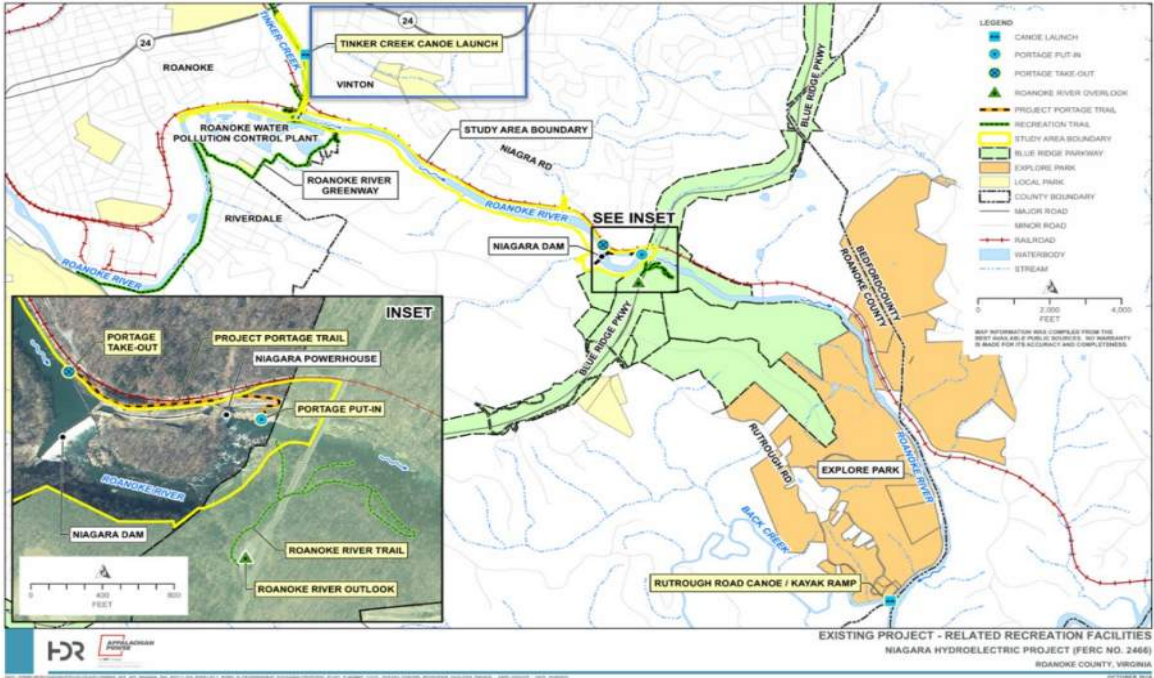 24
24
TINKER CREEK
TINKER CREEK CANOE LAUNCH
ROANOKE
VINTON
ROANOKE WATER
POLLUTION CONTROL PLANT
STUDY AREA BOUNDARY
NIAGRA RD
BLUE RIDGE PKWY
ROANOKE RIVER
GREENWAY
RIVERDALE
ROANOKE RIVER
SEE INSET
NIAGARA DAM
ROANOKE RIVER
BEDFORDCOUNTY
ROANOKE COUNTY
BLUE RIDGE PKWY
RUTROUGH RD
EXPLORE PARK
ROANOKE RIVER
BACK CREEK
RUTROUGH ROAD CANOE / KAYAK RAMP
LEGEND
CANOE LAUNCH
PORTAGE PUT-IN
PORTAGE TAKE-OUT
ROANOKE RIVER OVERLOOK
PROJECT PORTAGE TRAIL
RECREATION TRAIL
STUDY AREA BOUNDARY
BLUE RIDGE PARKWAY
EXPLORE PARK
LOCAL PARK
COUNTY BOUNDARY
MAJOR ROAD
MINOR ROAD
RAILROAD
WATERBODY
STREAM
0 2,000 4,000
FEET
MAP INFORMATION WAS COMPILED FROM THE
BEST AVAILABLE PUBLIC SOURCES. NO WARRANTY
IS MADE FOR ITS ACCURACY AND COMPLETENESS.
INSET
PORTAGE
TAKE-OUT
PROJECT PORTAGE TRAIL
NIAGARA POWERHOUSE
PORTAGE PUT-IN
ROANOKE RIVER
NIAGARA DAM
ROANOKE RIVER TRAIL
ROANOKE RIVER OUTLOOK
0 400 800
FEET
HDR
APPALACHIAN
POWER
EXISTING PROJECT - RELATED RECREATION FACILITIES
NIAGARA HYDROELECTRIC PROJECT (FERC NO. 2466)
ROANOKE COUNTY, VIRGINIA